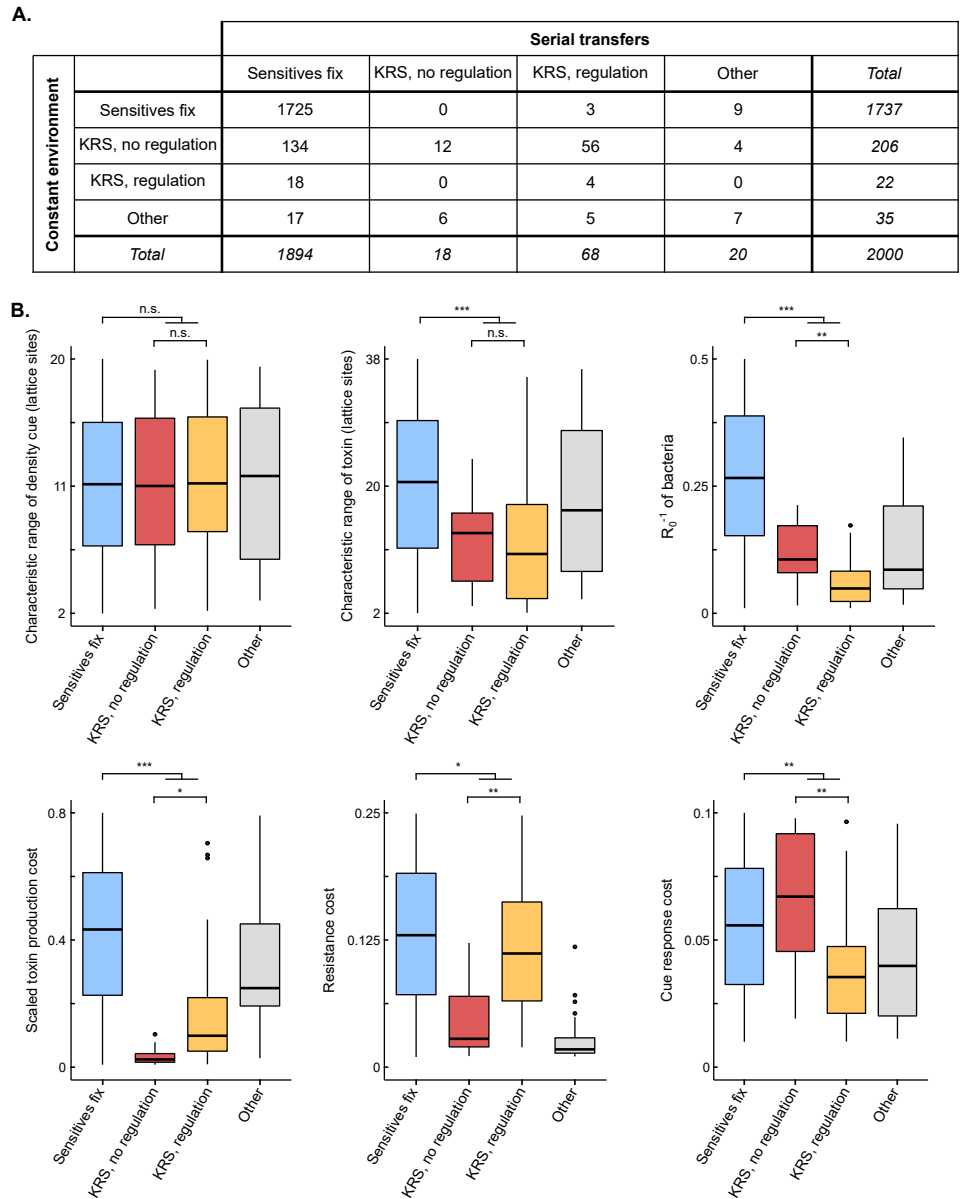 A.
Serial transfers
Constant environment
Sensitives fix KRS, no regulation KRS, regulation Other Total
Sensitives fix 1725 0 3 9 1737
KRS, no regulation 134 12 56 4 206
KRS, regulation 18 0 4 0 22
Other 17 6 5 7 35
Total 1894 18 68 20 2000
B.
n.s.
n.s.
Characteristic range of density cue (lattice sites)
20
11
2
Sensitives fix
KRS, no regulation
KRS, regulation
Other
***
n.s.
Characteristic range of toxin (lattice sites)
38
20
2
Sensitives fix
KRS, no regulation
KRS, regulation
Other
***
**
R₀⁻¹ of bacteria
0.5
0.25
0
Sensitives fix
KRS, no regulation
KRS, regulation
Other
***
*
Scaled toxin production cost
0.8
0.4
0
Sensitives fix
KRS, no regulation
KRS, regulation
Other
*
**
Resistance cost
0.25
0.125
0
Sensitives fix
KRS, no regulation
KRS, regulation
Other
**
**
Cue response cost
0.1
0.05
0
Sensitives fix
KRS, no regulation
KRS, regulation
Other